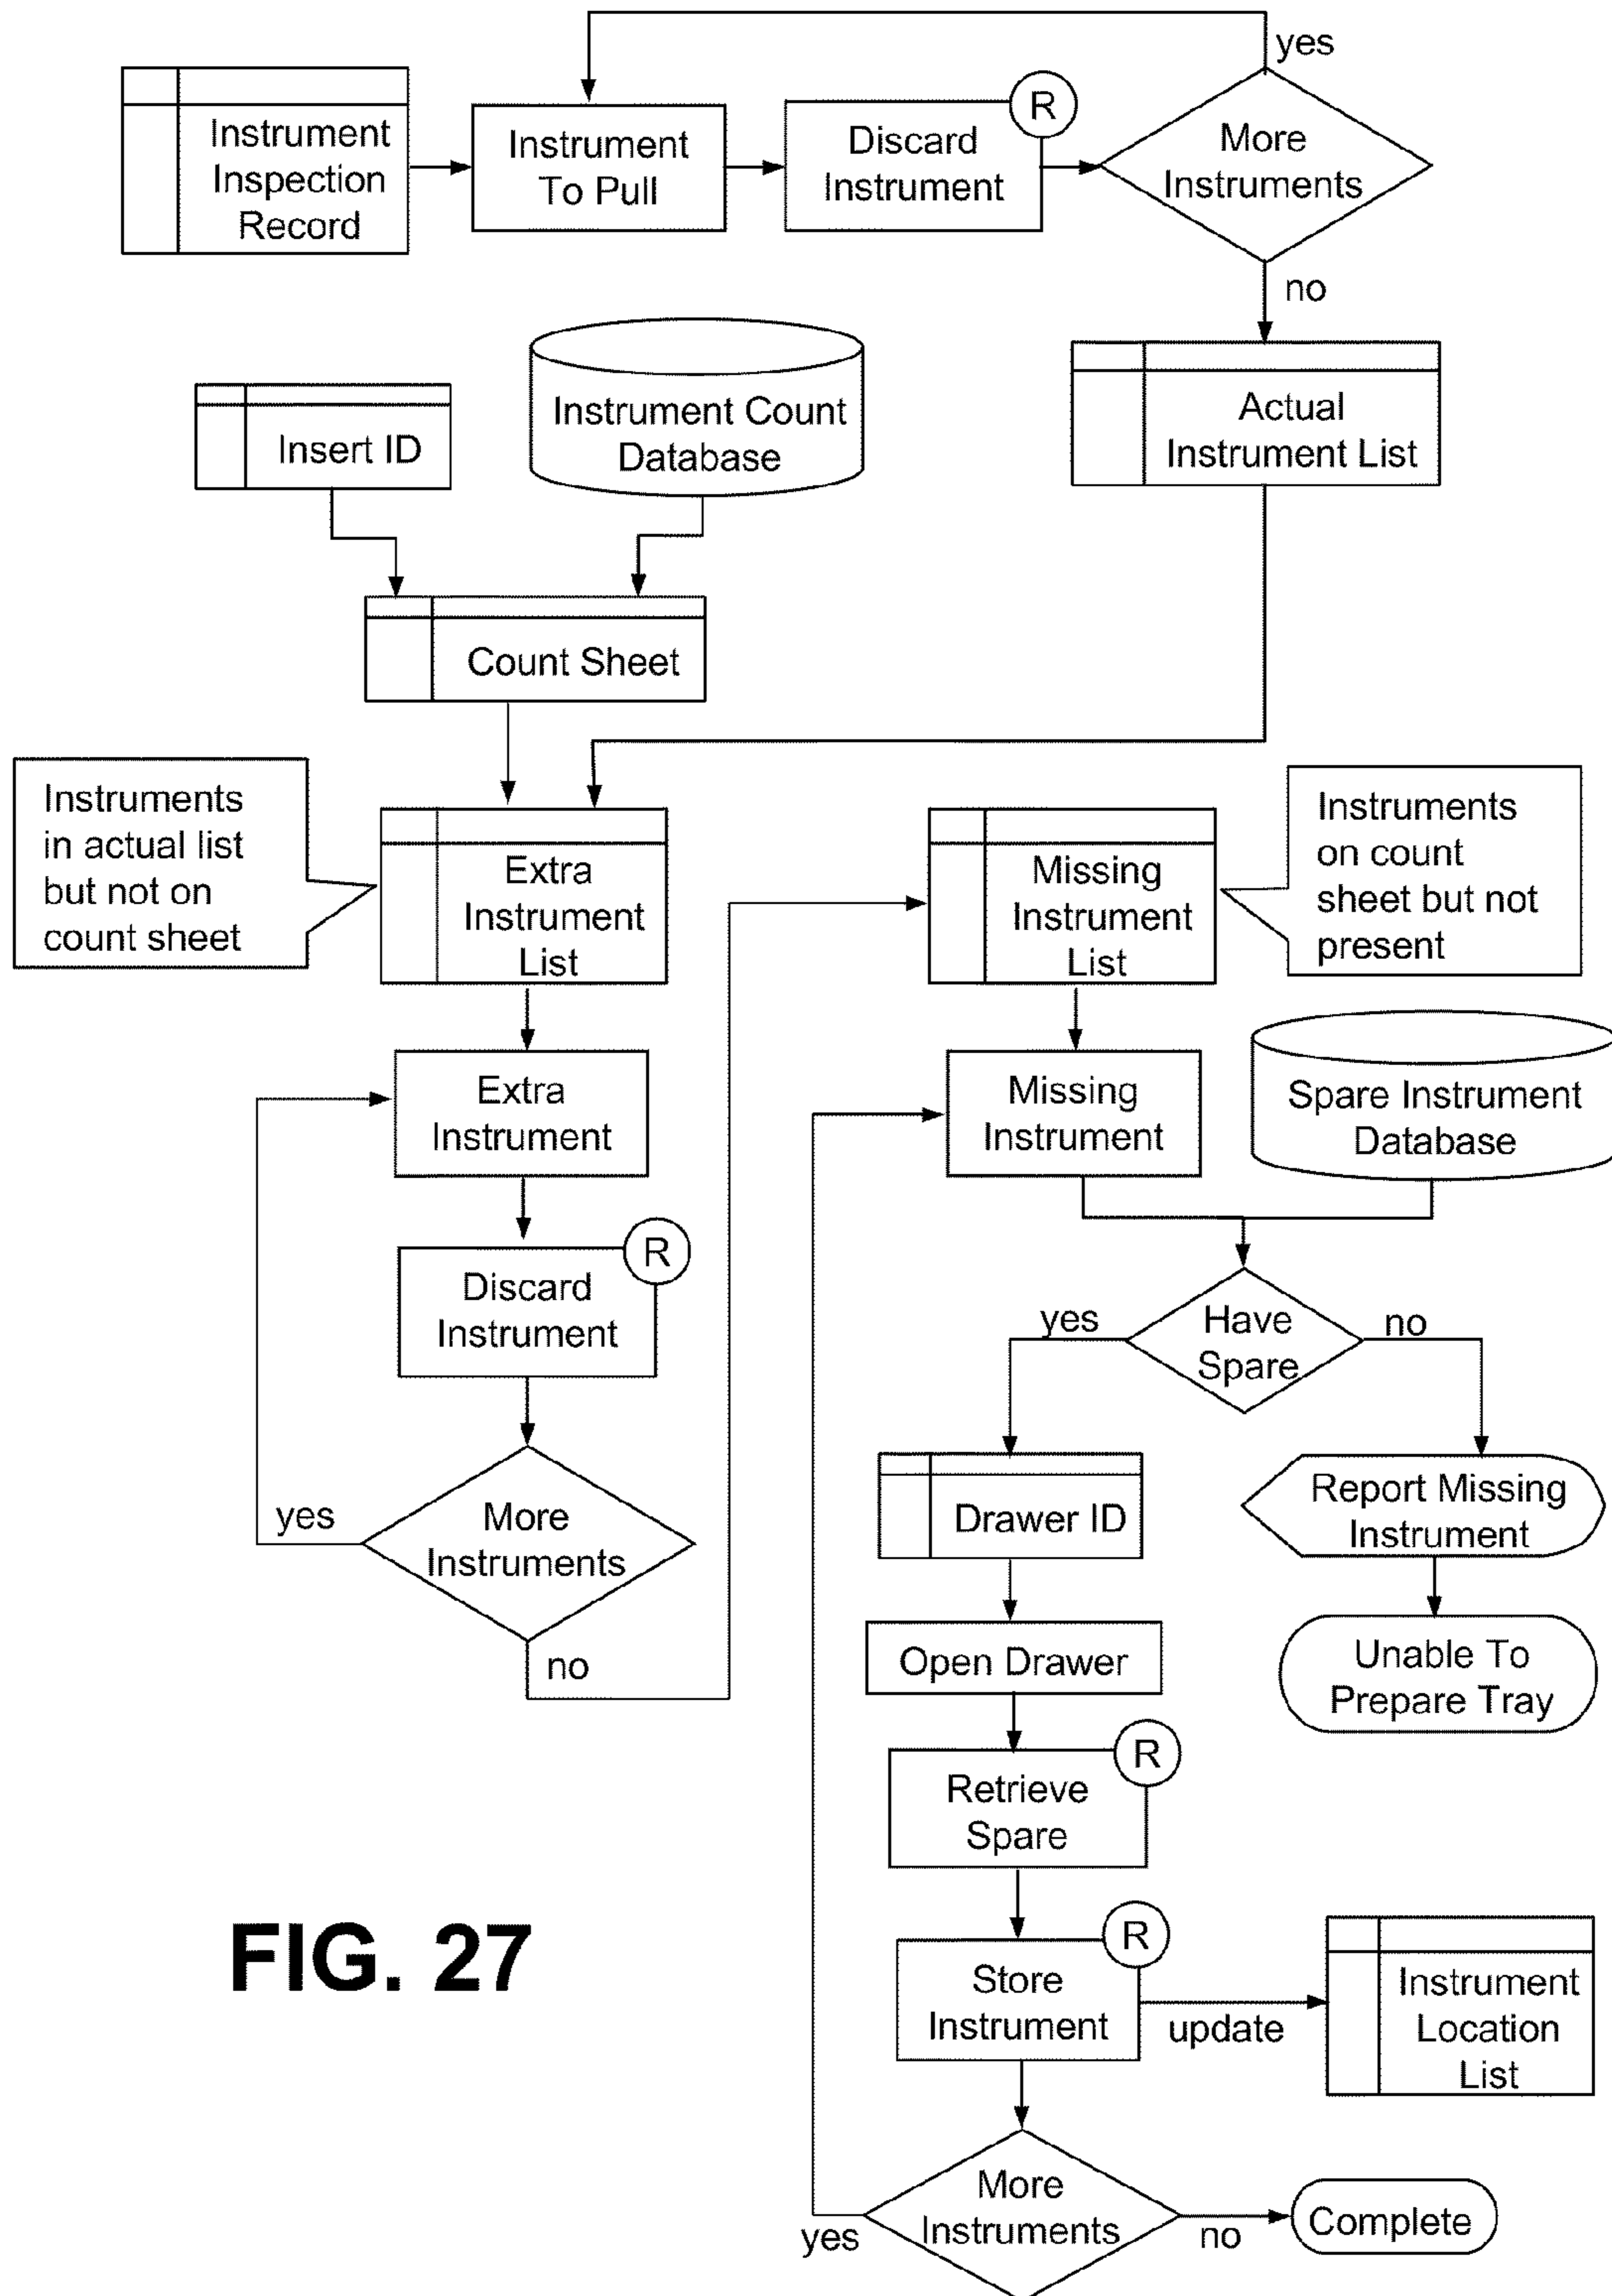 yes
Instrument
Inspection
Record
Instrument
To Pull
Discard
Instrument
R
More
Instruments
no
Insert ID
Instrument Count
Database
Actual
Instrument List
Count Sheet
Instruments
in actual list
but not on
count sheet
Extra
Instrument
List
Missing
Instrument
List
Instruments
on count
sheet but not
present
Extra
Instrument
Missing
Instrument
Spare Instrument
Database
Discard
Instrument
R
yes
Have
Spare
no
More
Instruments
yes
no
Drawer ID
Report Missing
Instrument
Open Drawer
Unable To
Prepare Tray
Retrieve
Spare
R
Store
Instrument
R
update
Instrument
Location
List
More
Instruments
yes
no
Complete
FIG. 27